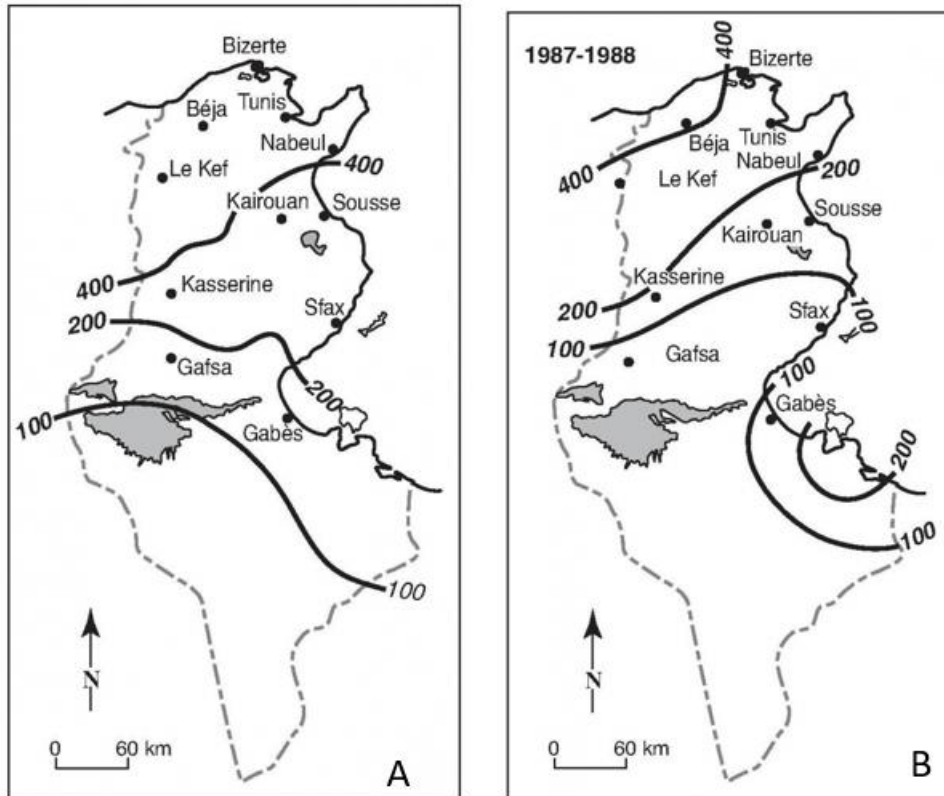 Bizerte
Tunis
Béja
Nabeul
Le Kef
400
Kairouan
Sousse
400
Kasserine
200
Sfax
Gafsa
200
100
Gabès
100
N
0 60 km
A
1987-1988
400
Bizerte
Béja
Tunis
Nabeul
400
Le Kef
200
Sousse
Kairouan
Kasserine
200
100
Sfax
100
Gafsa
100
Gabès
200
100
N
0 60 km
B